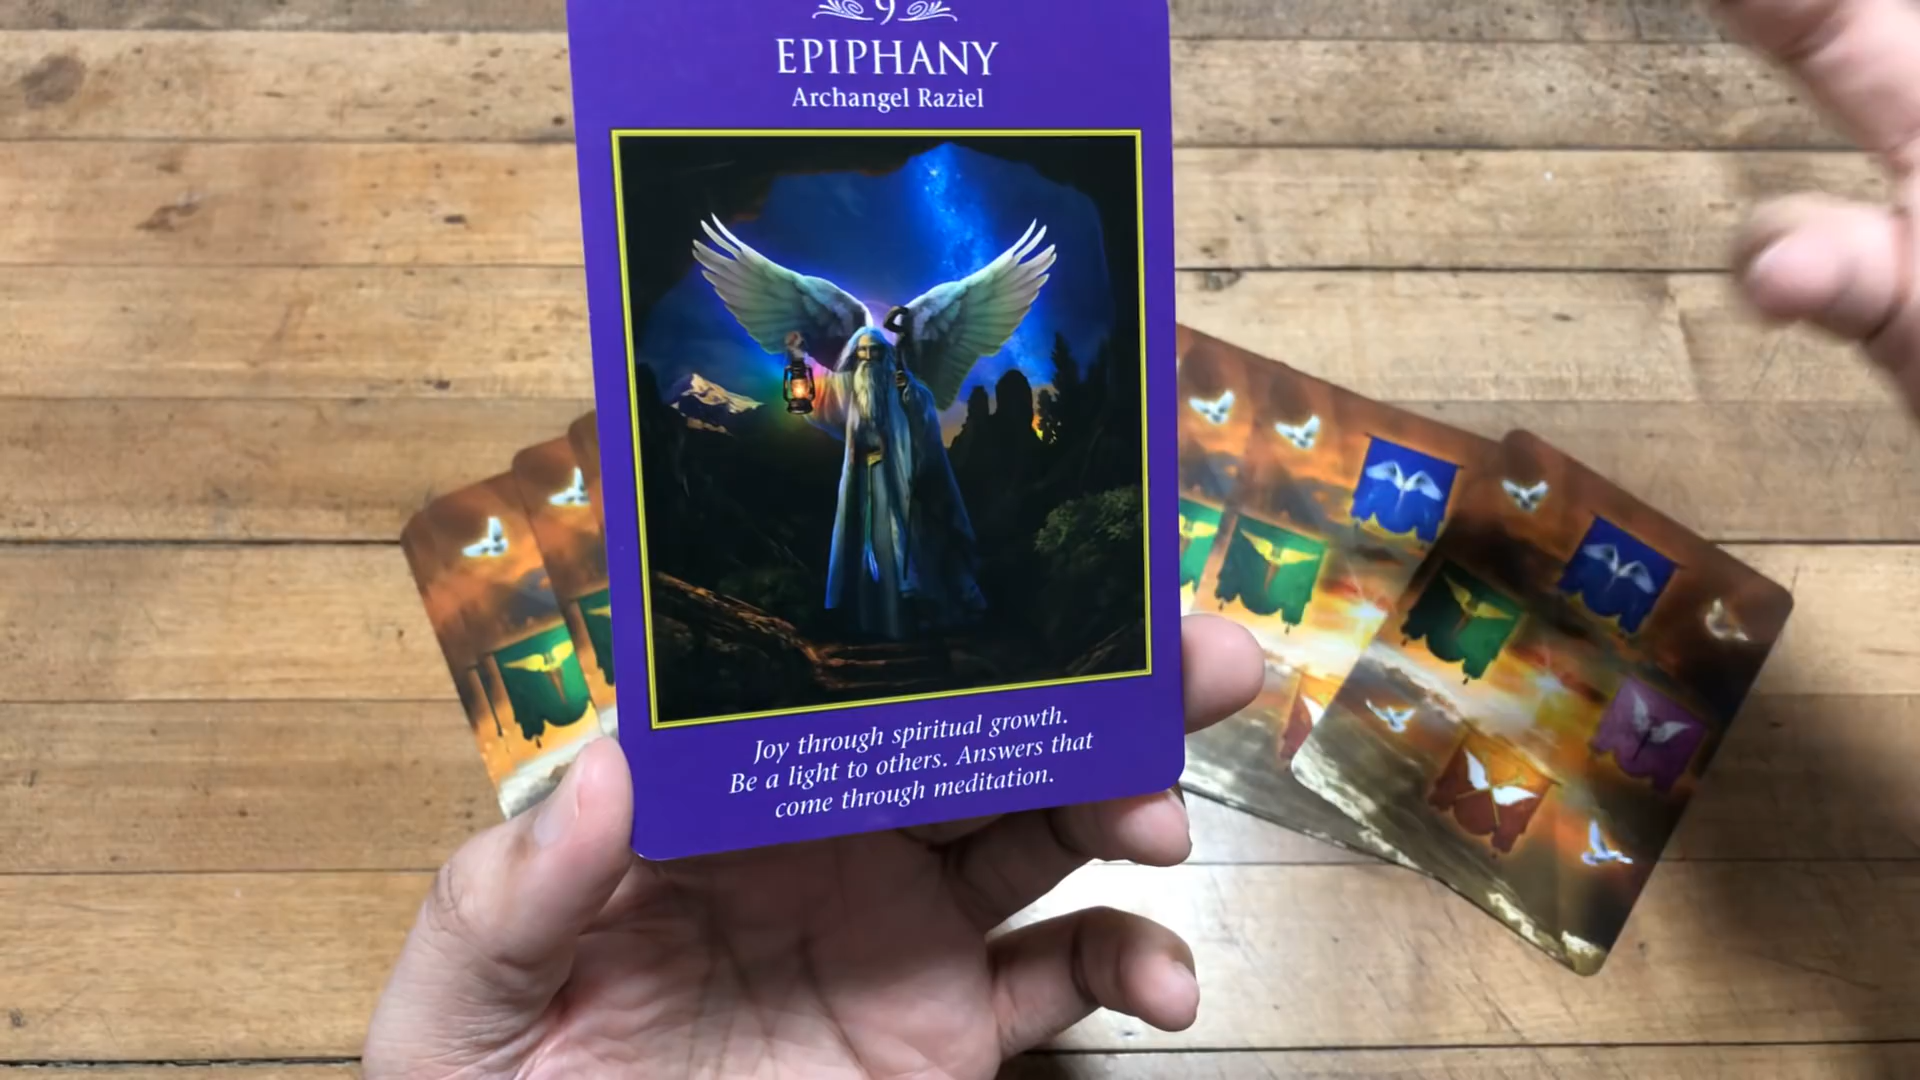 9
EPIPHANY
Archangel Raziel
Joy through spiritual growth.
Be a light to others. Answers that
come through meditation.